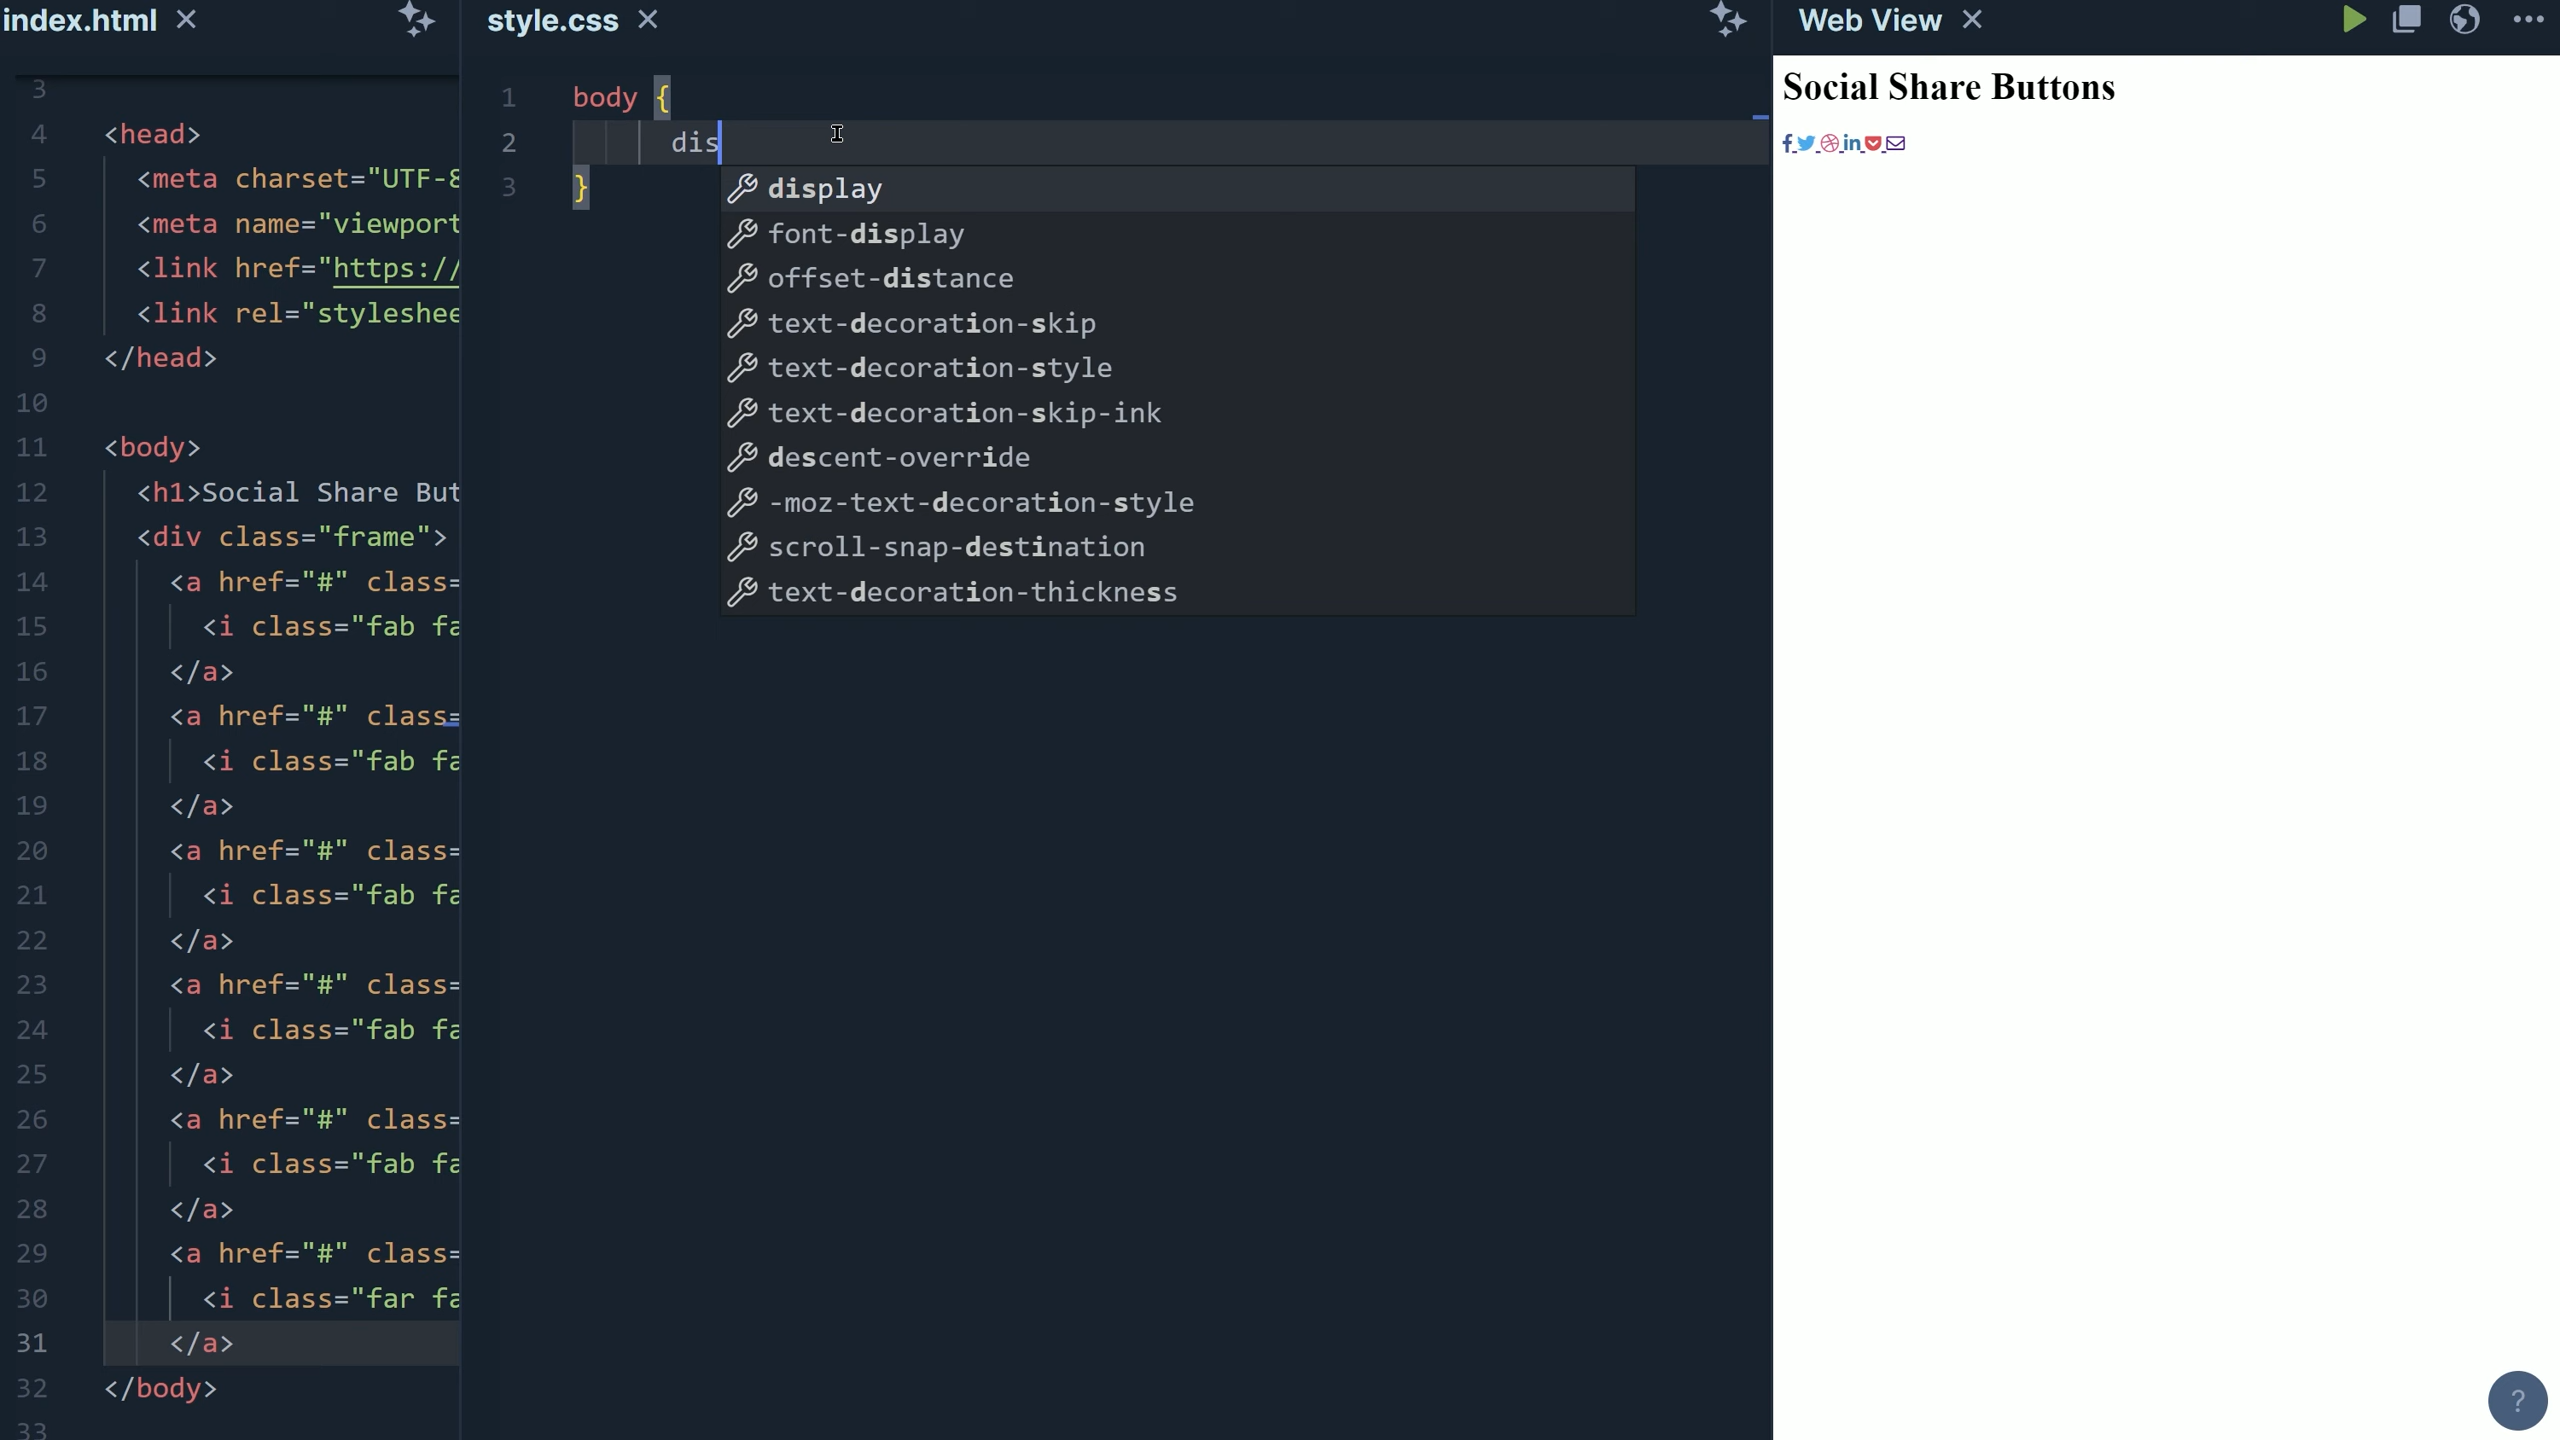 index.html
3
4 <head>
5 <meta charset="UTF-8
6 <meta name="viewport
7 <link href="https://
8 <link rel="styleshee
9 </head>
10
11 <body>
12 <h1>Social Share But
13 <div class="frame">
14 <a href="#" class=
15 <i class="fab fa
16 </a>
17 <a href="#" class=
18 <i class="fab fa
19 </a>
20 <a href="#" class=
21 <i class="fab fa
22 </a>
23 <a href="#" class=
24 <i class="fab fa
25 </a>
26 <a href="#" class=
27 <i class="fab fa
28 </a>
29 <a href="#" class=
30 <i class="far fa
31 </a>
32 </body>
33
style.css
1 body {
2 dis
3 }
display
font-display
offset-distance
text-decoration-skip
text-decoration-style
text-decoration-skip-ink
descent-override
-moz-text-decoration-style
scroll-snap-destination
text-decoration-thickness
Web View
Social Share Buttons
?